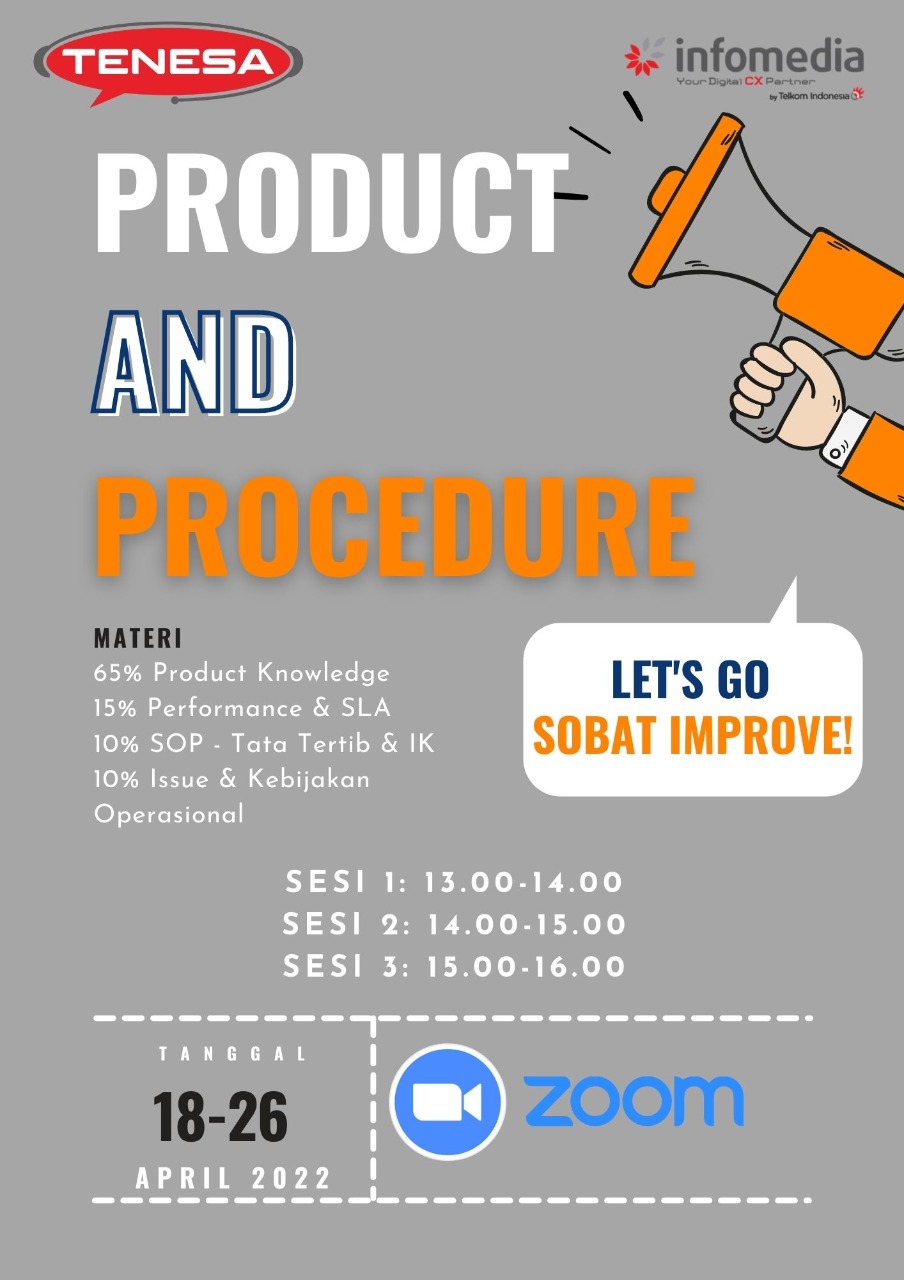 TENESA
infomedia
Your Digital CX Partner
by Telkom Indonesia
PRODUCT
AND
PROCEDURE
MATERI
65% Product Knowledge
15% Performance & SLA
10% SOP - Tata Tertib & IK
10% Issue & Kebijakan
Operasional
LET'S GO
SOBAT IMPROVE!
SESI 1: 13.00-14.00
SESI 2: 14.00-15.00
SESI 3: 15.00-16.00
TANGGAL
18-26
APRIL 2022
zoom